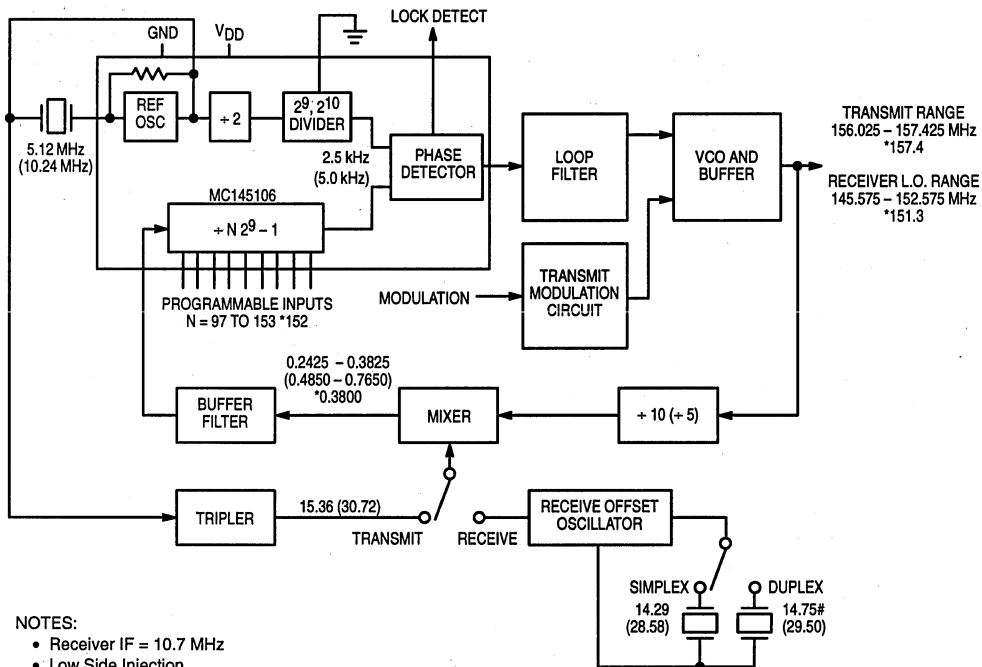 LOCK DETECT
GND
VDD
REF
OSC
÷ 2
2⁹, 2¹⁰
DIVIDER
5.12 MHz
(10.24 MHz)
2.5 kHz
(5.0 kHz)
PHASE
DETECTOR
LOOP
FILTER
VCO AND
BUFFER
TRANSMIT RANGE
156.025 – 157.425 MHz
*157.4
RECEIVER L.O. RANGE
145.575 – 152.575 MHz
*151.3
MC145106
÷ N 2⁹ – 1
PROGRAMMABLE INPUTS
N = 97 TO 153 *152
MODULATION
TRANSMIT
MODULATION
CIRCUIT
0.2425 – 0.3825
(0.4850 – 0.7650)
*0.3800
BUFFER
FILTER
MIXER
÷ 10 (÷ 5)
TRIPLER
15.36 (30.72)
TRANSMIT
RECEIVE
RECEIVE OFFSET
OSCILLATOR
SIMPLEX
14.29
(28.58)
DUPLEX
14.75#
(29.50)
NOTES:
• Receiver IF = 10.7 MHz
• Low Side Injection